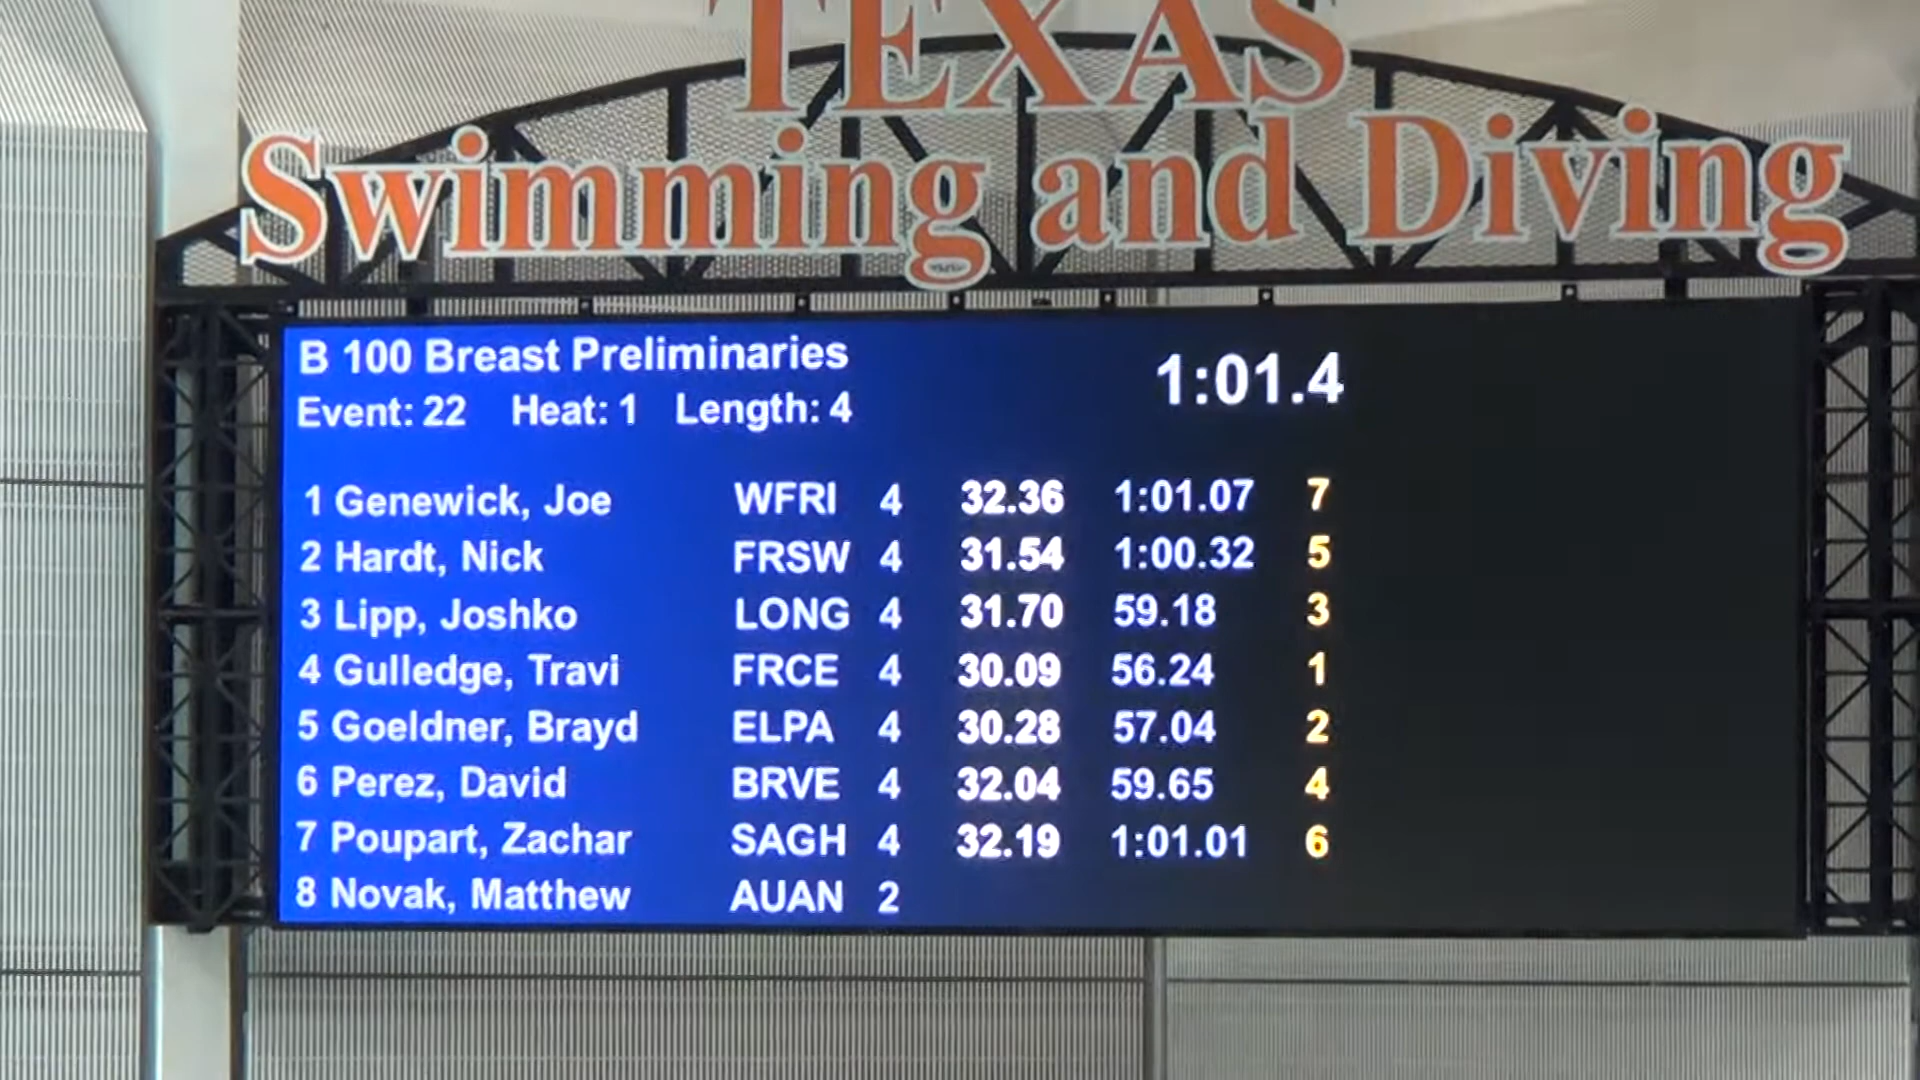 TEXAS
Swimming and Diving
B 100 Breast Preliminaries 1:01.4
Event: 22 Heat: 1 Length: 4
1 Genewick, Joe WFRI 4 32.36 1:01.07 7
2 Hardt, Nick FRSW 4 31.54 1:00.32 5
3 Lipp, Joshko LONG 4 31.70 59.18 3
4 Gulledge, Travi FRCE 4 30.09 56.24 1
5 Goeldner, Brayd ELPA 4 30.28 57.04 2
6 Perez, David BRVE 4 32.04 59.65 4
7 Poupart, Zachar SAGH 4 32.19 1:01.01 6
8 Novak, Matthew AUAN 2